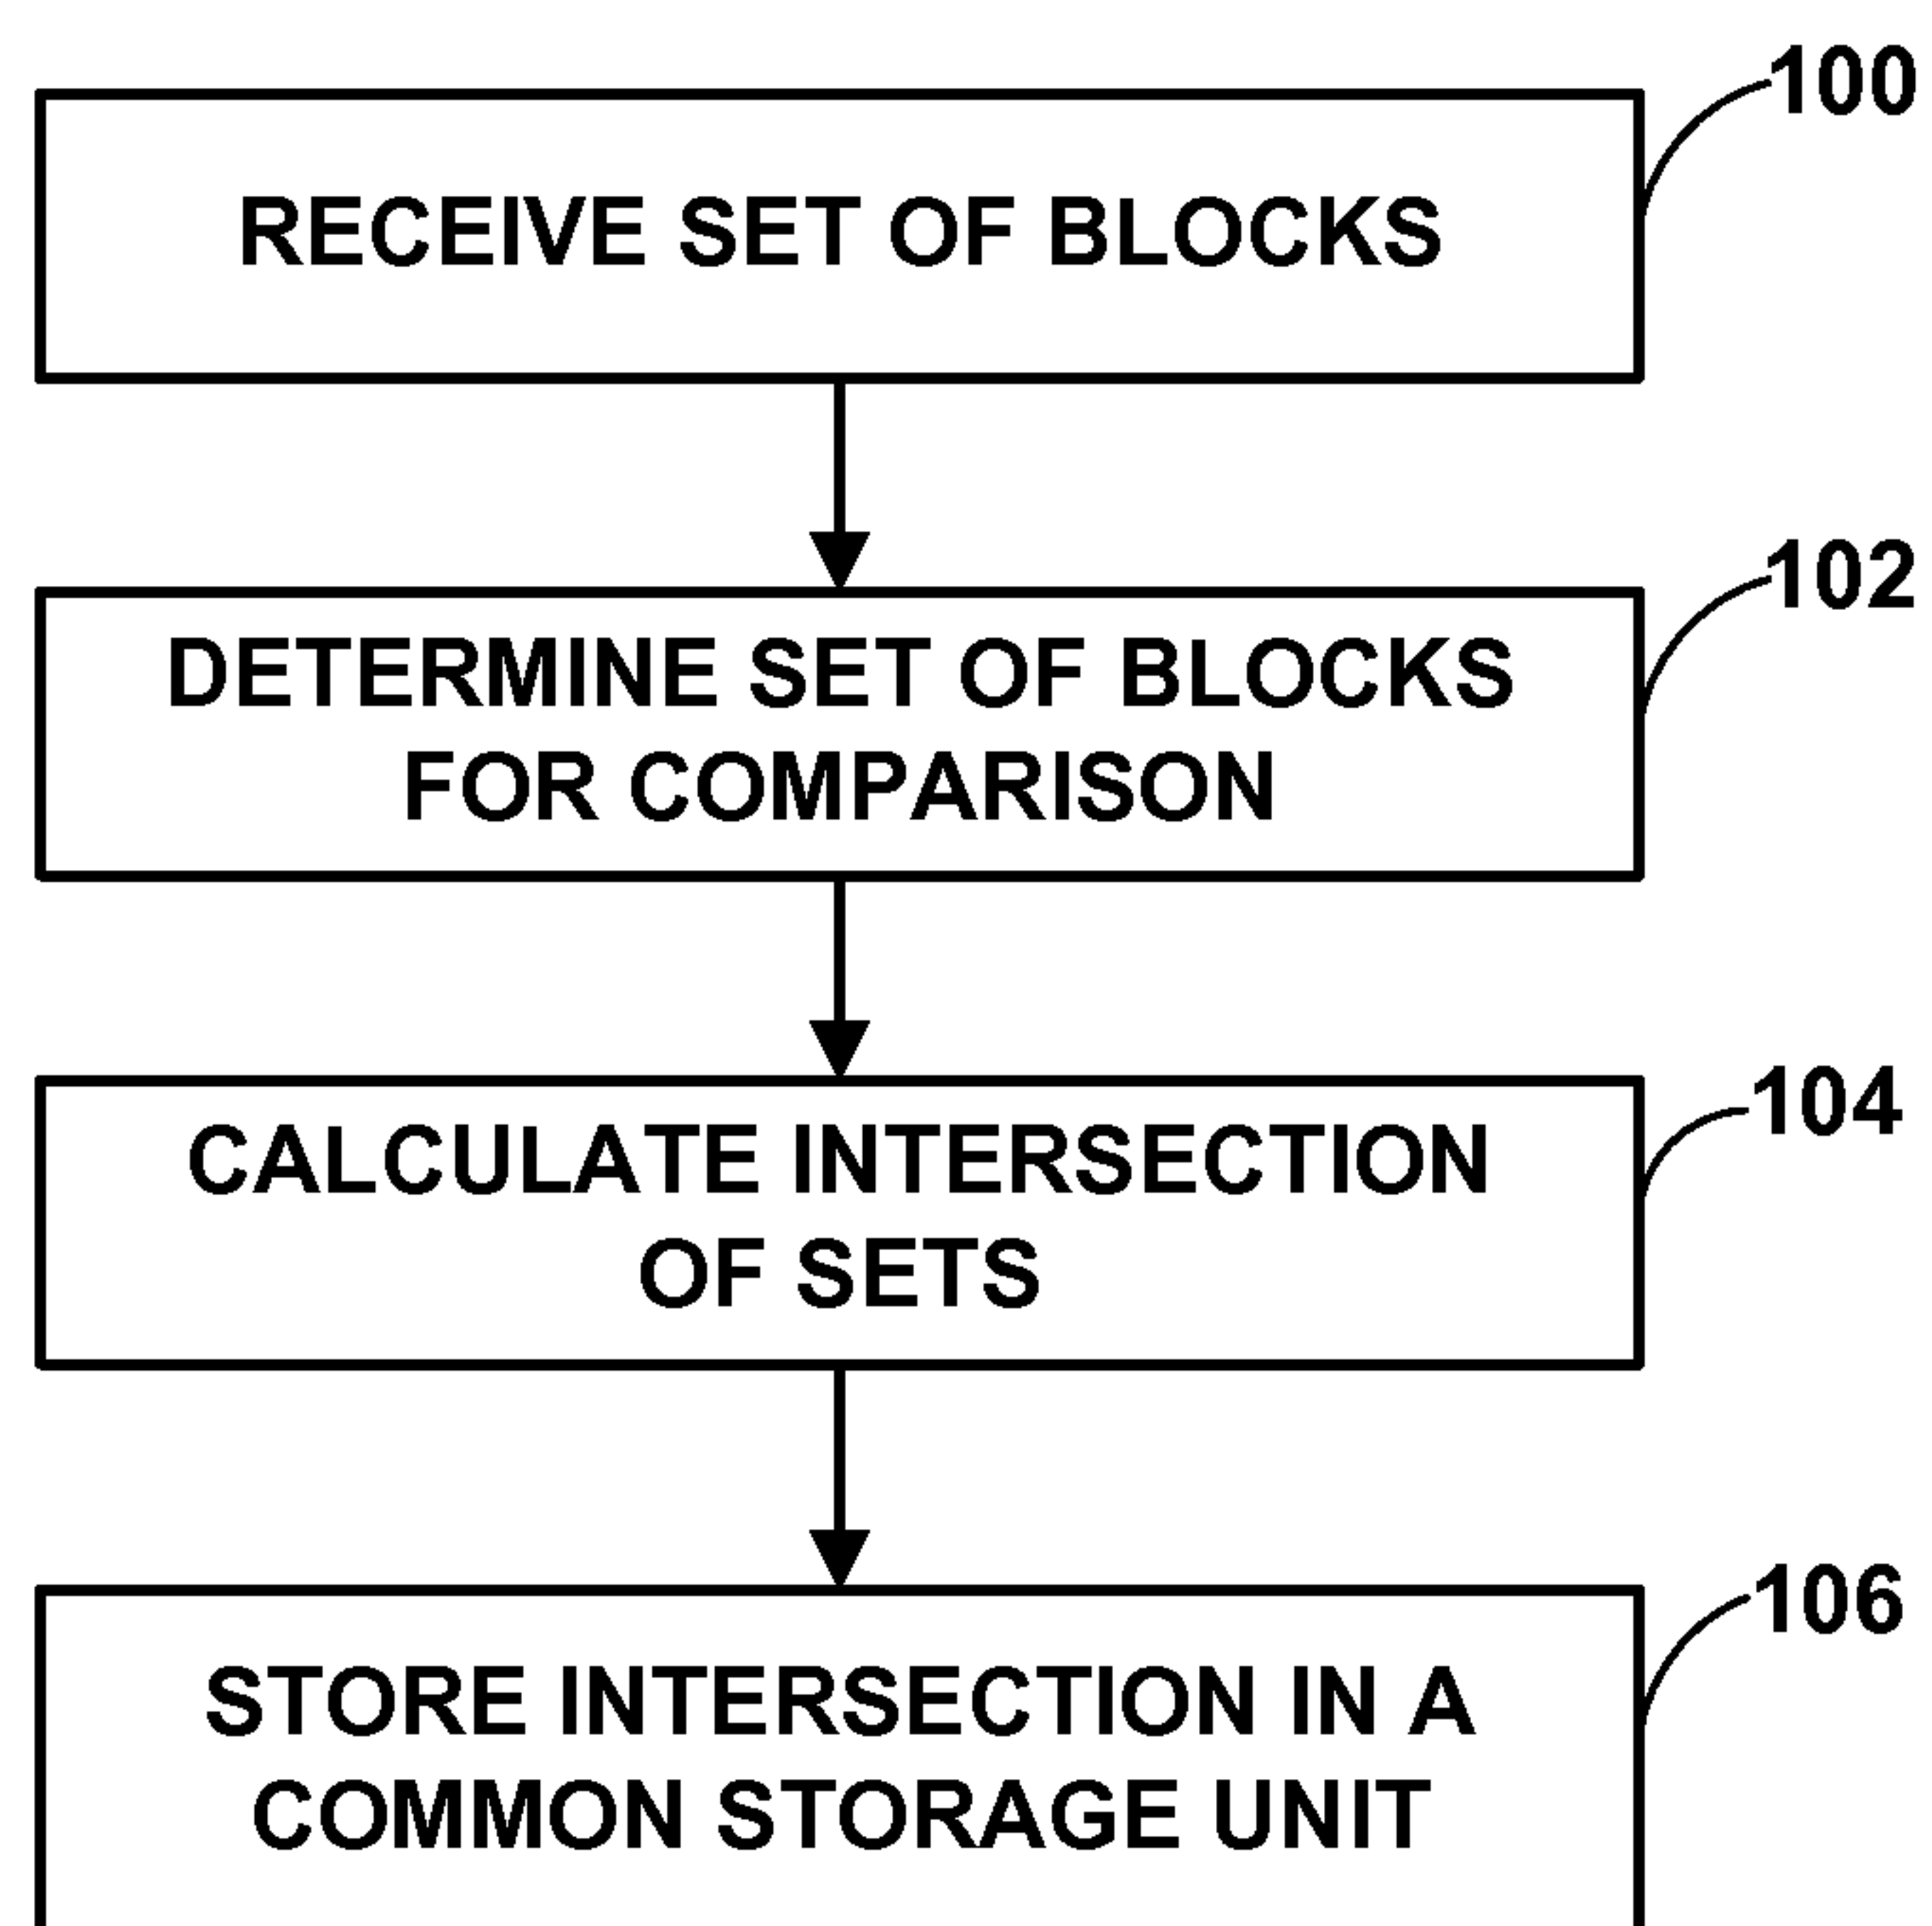 100
RECEIVE SET OF BLOCKS
102
DETERMINE SET OF BLOCKS
FOR COMPARISON
104
CALCULATE INTERSECTION
OF SETS
106
STORE INTERSECTION IN A
COMMON STORAGE UNIT